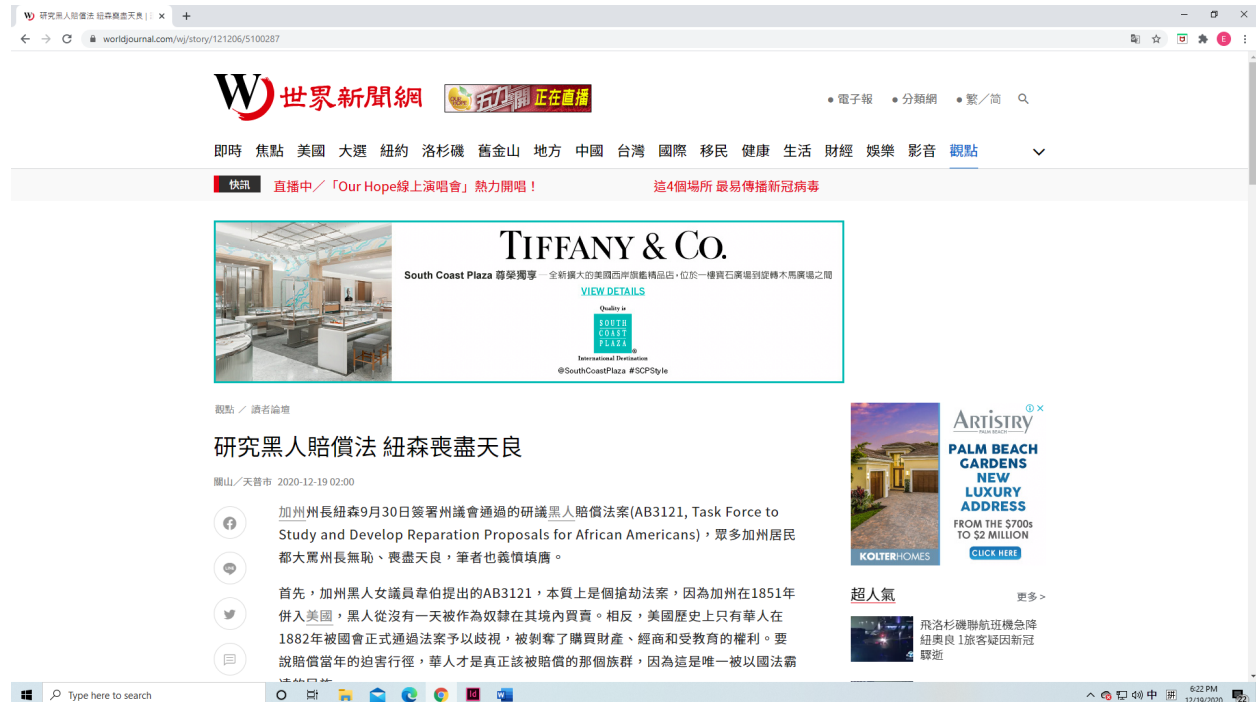 研究黑人賠償法 紐森喪盡天良 |
worldjournal.com/wj/story/121206/5100287
E
W 世界新聞網
五力開 正在直播
電子報 分類網 繁/简
即時 焦點 美國 大選 紐約 洛杉磯 舊金山 地方 中國 台灣 國際 移民 健康 生活 財經 娛樂 影音 觀點
快訊 直播中/「Our Hope線上演唱會」熱力開唱! 這4個場所 最易傳播新冠病毒
TIFFANY & CO.
South Coast Plaza 尊榮獨享 — 全新擴大的美國西岸旗艦精品店,位於一樓寶石廣場到旋轉木馬廣場之間
VIEW DETAILS
Quality is
SOUTH
COAST
PLAZA
®
International Destination
@SouthCoastPlaza #SCPStyle
觀點 / 讀者論壇
研究黑人賠償法 紐森喪盡天良
關山/天普市 2020-12-19 02:00
加州州長紐森9月30日簽署州議會通過的研議黑人賠償法案(AB3121, Task Force to
Study and Develop Reparation Proposals for African Americans),眾多加州居民
都大罵州長無恥、喪盡天良,筆者也義憤填膺。
首先,加州黑人女議員韋伯提出的AB3121,本質上是個搶劫法案,因為加州在1851年
併入美國,黑人從沒有一天被作為奴隸在其境內買賣。相反,美國歷史上只有華人在
1882年被國會正式通過法案予以歧視,被剝奪了購買財產、經商和受教育的權利。要
說賠償當年的迫害行徑,華人才是真正該被賠償的那個族群,因為這是唯一被以國法霸
ARTISTRY
PALM BEACH
PALM BEACH
GARDENS
NEW
LUXURY
ADDRESS
FROM THE $700s
TO $2 MILLION
CLICK HERE
KOLTERHOMES
超人氣 更多 >
飛洛杉磯聯航班機急降
紐奧良 1旅客疑因新冠
驟逝
Type here to search
中 拼 6:22 PM
12/19/2020 22